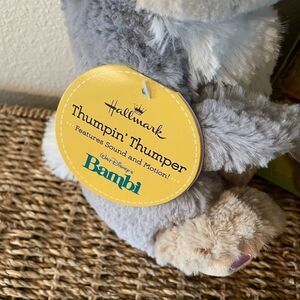 Hallmark
Thumpin' Thumper
Features Sound and Motion!
Walt Disney's
Bambi